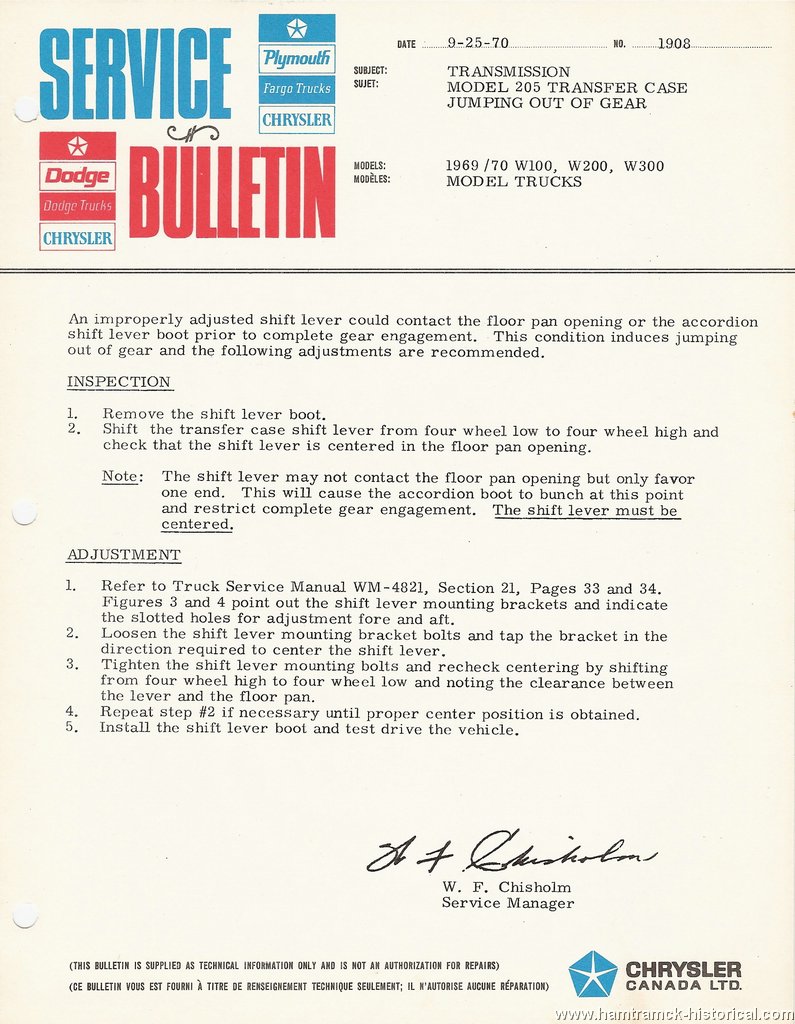 SERVICE
Plymouth
Fargo Trucks
CHRYSLER
Dodge
Dodge Trucks
CHRYSLER
BULLETIN
DATE 9-25-70 NO. 1908
SUBJECT: TRANSMISSION
SUJET: MODEL 205 TRANSFER CASE
JUMPING OUT OF GEAR
MODELS: 1969/70 W100, W200, W300
MODÈLES: MODEL TRUCKS
An improperly adjusted shift lever could contact the floor pan opening or the accordion
shift lever boot prior to complete gear engagement. This condition induces jumping
out of gear and the following adjustments are recommended.
INSPECTION
1. Remove the shift lever boot.
2. Shift the transfer case shift lever from four wheel low to four wheel high and
check that the shift lever is centered in the floor pan opening.
Note: The shift lever may not contact the floor pan opening but only favor
one end. This will cause the accordion boot to bunch at this point
and restrict complete gear engagement. The shift lever must be
centered.
ADJUSTMENT
1. Refer to Truck Service Manual WM-4821, Section 21, Pages 33 and 34.
Figures 3 and 4 point out the shift lever mounting brackets and indicate
the slotted holes for adjustment fore and aft.
2. Loosen the shift lever mounting bracket bolts and tap the bracket in the
direction required to center the shift lever.
3. Tighten the shift lever mounting bolts and recheck centering by shifting
from four wheel high to four wheel low and noting the clearance between
the lever and the floor pan.
4. Repeat step #2 if necessary until proper center position is obtained.
5. Install the shift lever boot and test drive the vehicle.
W F Chisholm
W. F. Chisholm
Service Manager
(THIS BULLETIN IS SUPPLIED AS TECHNICAL INFORMATION ONLY AND IS NOT AN AUTHORIZATION FOR REPAIRS)
(CE BULLETIN VOUS EST FOURNI À TITRE DE RENSEIGNEMENT TECHNIQUE SEULEMENT; IL N'AUTORISE AUCUNE RÉPARATION)
CHRYSLER
CANADA LTD.
www.hamtramck-historical.com